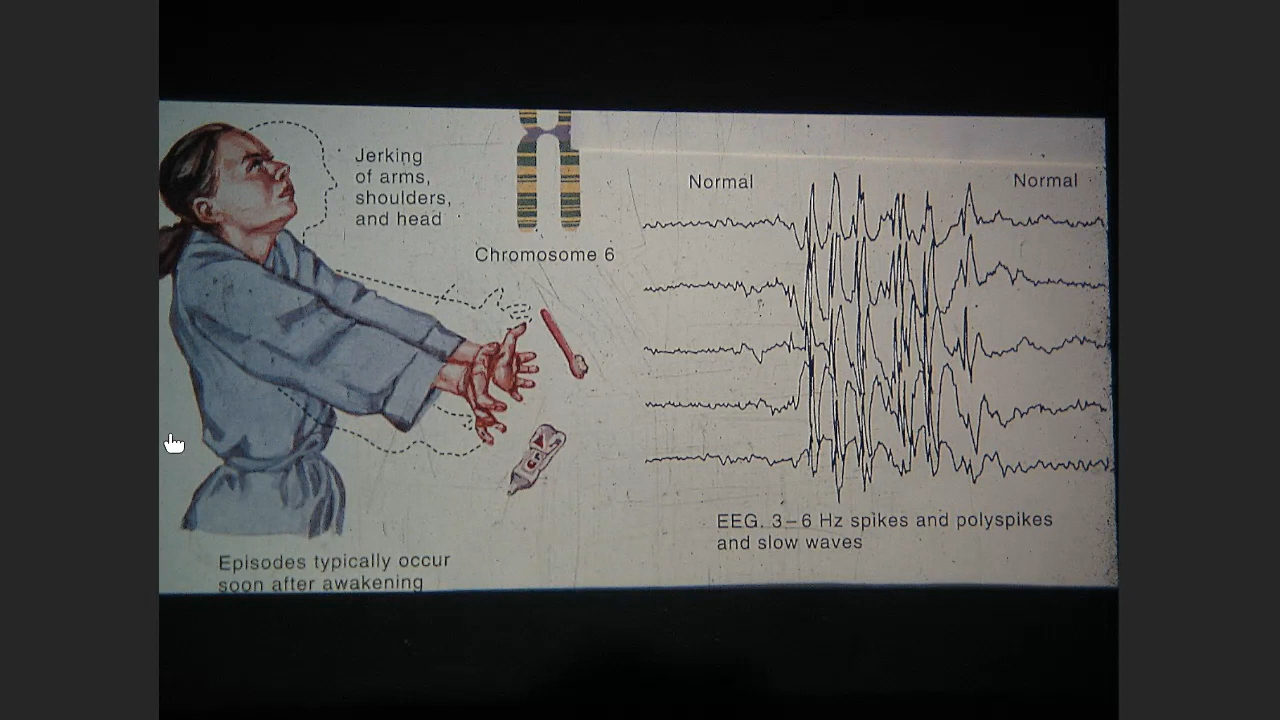 Jerking
of arms,
shoulders,
and head
Chromosome 6
Normal
Normal
EEG. 3–6 Hz spikes and polyspikes
and slow waves
Episodes typically occur
soon after awakening